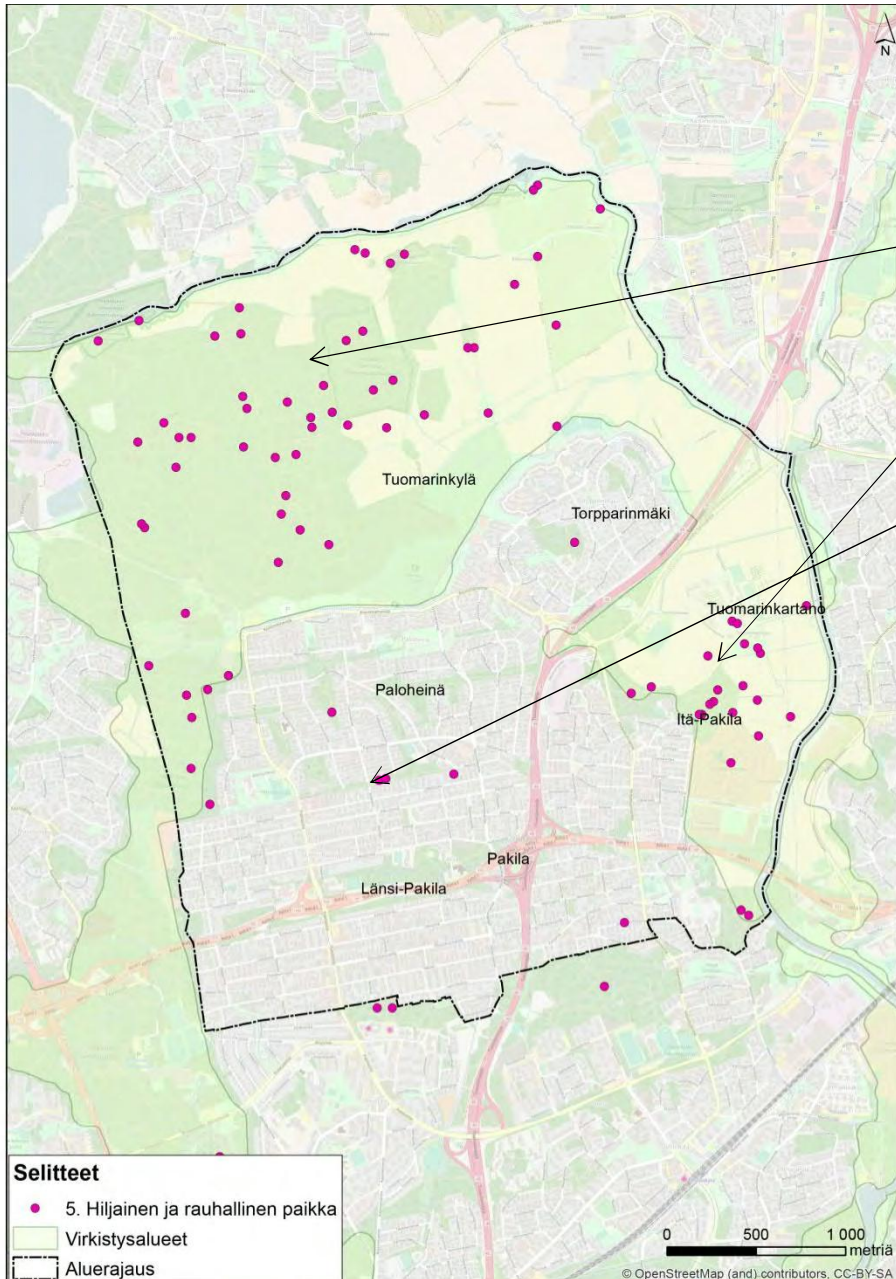 N
Tuomarinkylä
Torpparinmäki
Tuomarinkartano
Paloheinä
Itä-Pakila
Pakila
Länsi-Pakila
Selitteet
5. Hiljainen ja rauhallinen paikka
Virkistysalueet
Aluerajaus
0 500 1 000
metriä
© OpenStreetMap (and) contributors, CC-BY-SA